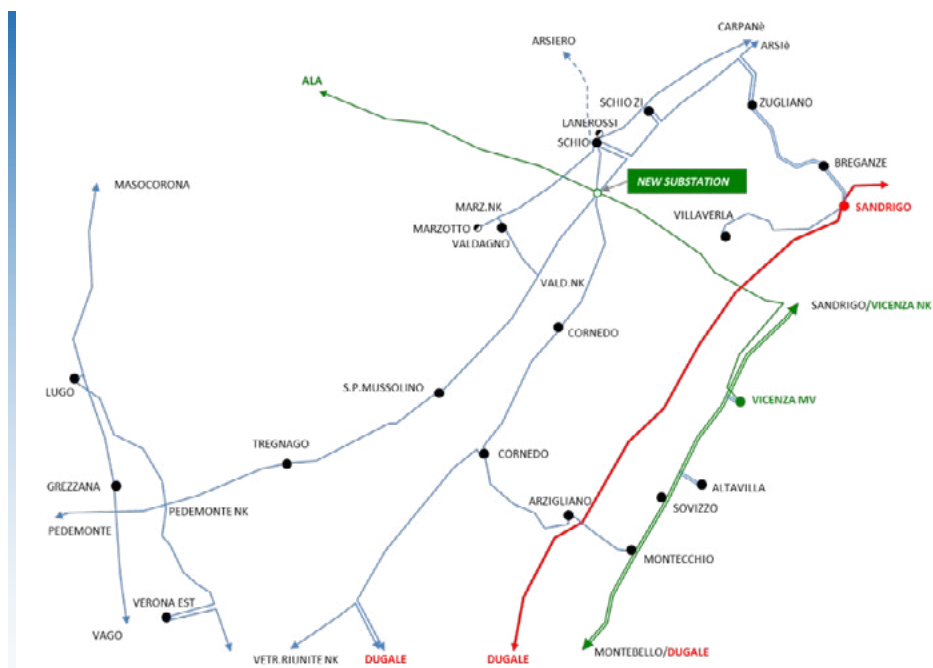 CARPANè
ARSIERO
ARSIè
ALA
SCHIO ZI
ZUGLIANO
LANEROSSI
SCHIO
BREGANZE
NEW SUBSTATION
MASOCORONA
SANDRIGO
MARZ.NK
VILLAVERLA
MARZOTTO
VALDAGNO
VALD.NK
SANDRIGO/VICENZA NK
CORNEDO
S.P.MUSSOLINO
LUGO
VICENZA MV
TREGNAGO
CORNEDO
GREZZANA
ALTAVILLA
ARZIGLIANO
SOVIZZO
PEDEMONTE NK
PEDEMONTE
MONTECCHIO
VERONA EST
VAGO
MONTEBELLO/DUGALE
VETR.RIUNITE NK
DUGALE
DUGALE